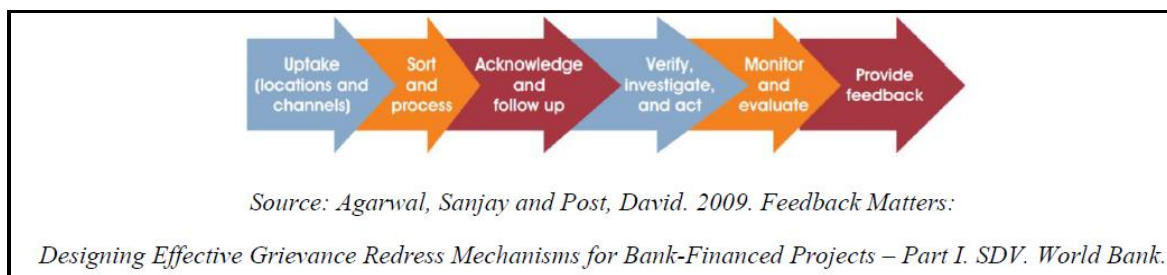 Uptake
(locations and
channels)
Sort
and
process
Acknowledge
and
follow up
Verify,
investigate,
and act
Monitor
and
evaluate
Provide
feedback
Source: Agarwal, Sanjay and Post, David. 2009. Feedback Matters:
Designing Effective Grievance Redress Mechanisms for Bank-Financed Projects – Part I. SDV. World Bank.